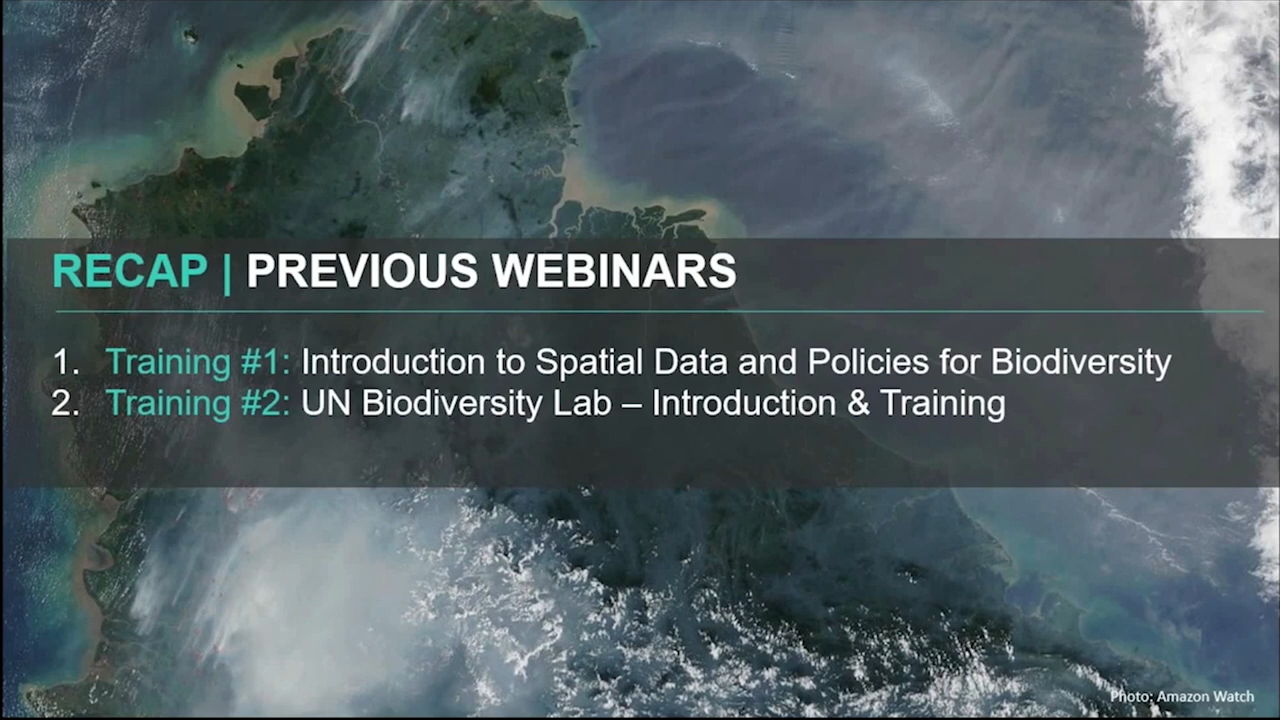 RECAP | PREVIOUS WEBINARS
1. Training #1: Introduction to Spatial Data and Policies for Biodiversity
2. Training #2: UN Biodiversity Lab – Introduction & Training
Photo: Amazon Watch